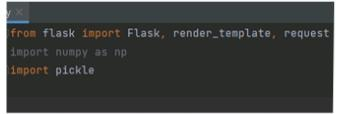 y ×
from flask import Flask, render_template, request
import numpy as np
import pickle